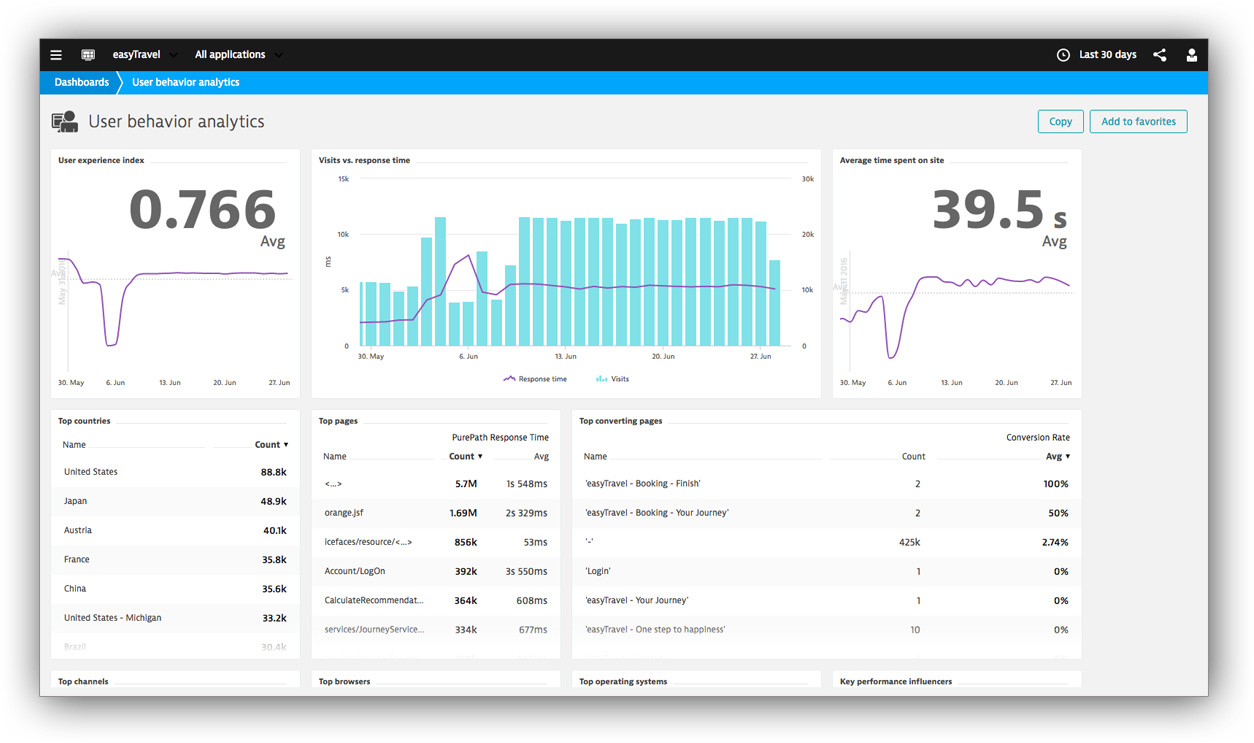 easyTravel All applications Last 30 days
Dashboards User behavior analytics
User behavior analytics Copy Add to favorites
User experience index
0.766
Avg
Avg
May 31 2016
30. May 6. Jun 13. Jun 20. Jun 27. Jun
Visits vs. response time
15k 30k
10k 20k
ms
5k 10k
0 0
30. May 6. Jun 13. Jun 20. Jun 27. Jun
Response time Visits
Average time spent on site
39.5 s
Avg
May 31 2016
30. May 6. Jun 13. Jun 20. Jun 27. Jun
Top countries
Name Count ▼
United States 88.8k
Japan 48.9k
Austria 40.1k
France 35.8k
China 35.6k
United States - Michigan 33.2k
Brazil 30.4k
Top pages
PurePath Response Time
Name Count ▼ Avg
<...> 5.7M 1s 548ms
orange.jsf 1.69M 2s 329ms
icefaces/resource/<...> 856k 53ms
Account/LogOn 392k 3s 550ms
CalculateRecommendat... 364k 608ms
services/JourneyService... 334k 677ms
Top converting pages
Conversion Rate
Name Count Avg ▼
'easyTravel - Booking - Finish' 2 100%
'easyTravel - Booking - Your Journey' 2 50%
'-' 425k 2.74%
'Login' 1 0%
'easyTravel - Your Journey' 1 0%
'easyTravel - One step to happiness' 10 0%
Top channels
Top browsers
Top operating systems
Key performance influencers